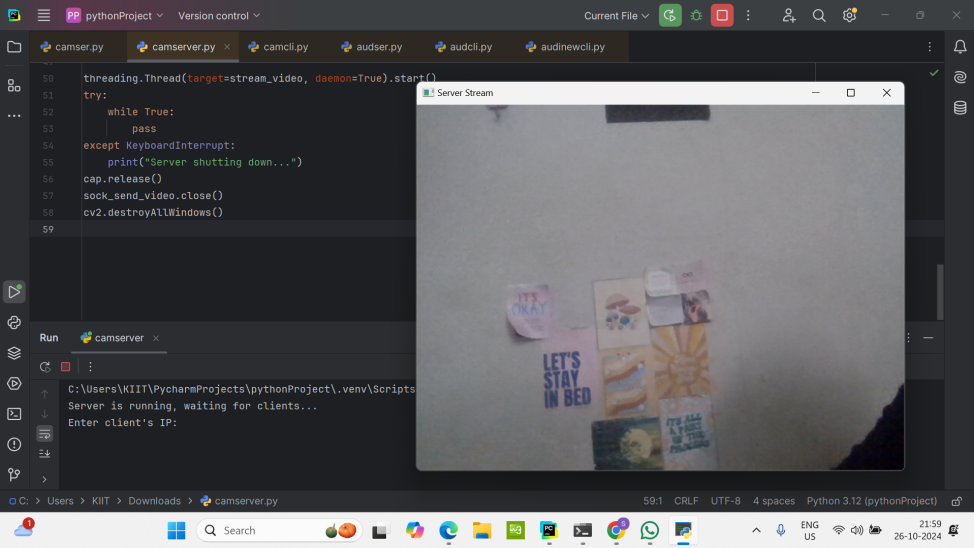 PP pythonProject
Version control
Current File
camser.py
camserver.py
camcli.py
audser.py
audcli.py
audinewcli.py
50 threading.Thread(target=stream_video, daemon=True).start()
51 try:
52 while True:
53 pass
54 except KeyboardInterrupt:
55 print("Server shutting down...")
56 cap.release()
57 sock_send_video.close()
58 cv2.destroyAllWindows()
59
Server Stream
IT'S
OKAY
LET'S
STAY
IN BED
IT'S ALL
A PART
OF THE
PROCESS
Run
camserver
C:\Users\KIIT\PycharmProjects\pythonProject\.venv\Scripts
Server is running, waiting for clients...
Enter client's IP:
C: > Users > KIIT > Downloads > camserver.py
59:1 CRLF UTF-8 4 spaces Python 3.12 (pythonProject)
1
Search
S
ENG
US
21:59
26-10-2024